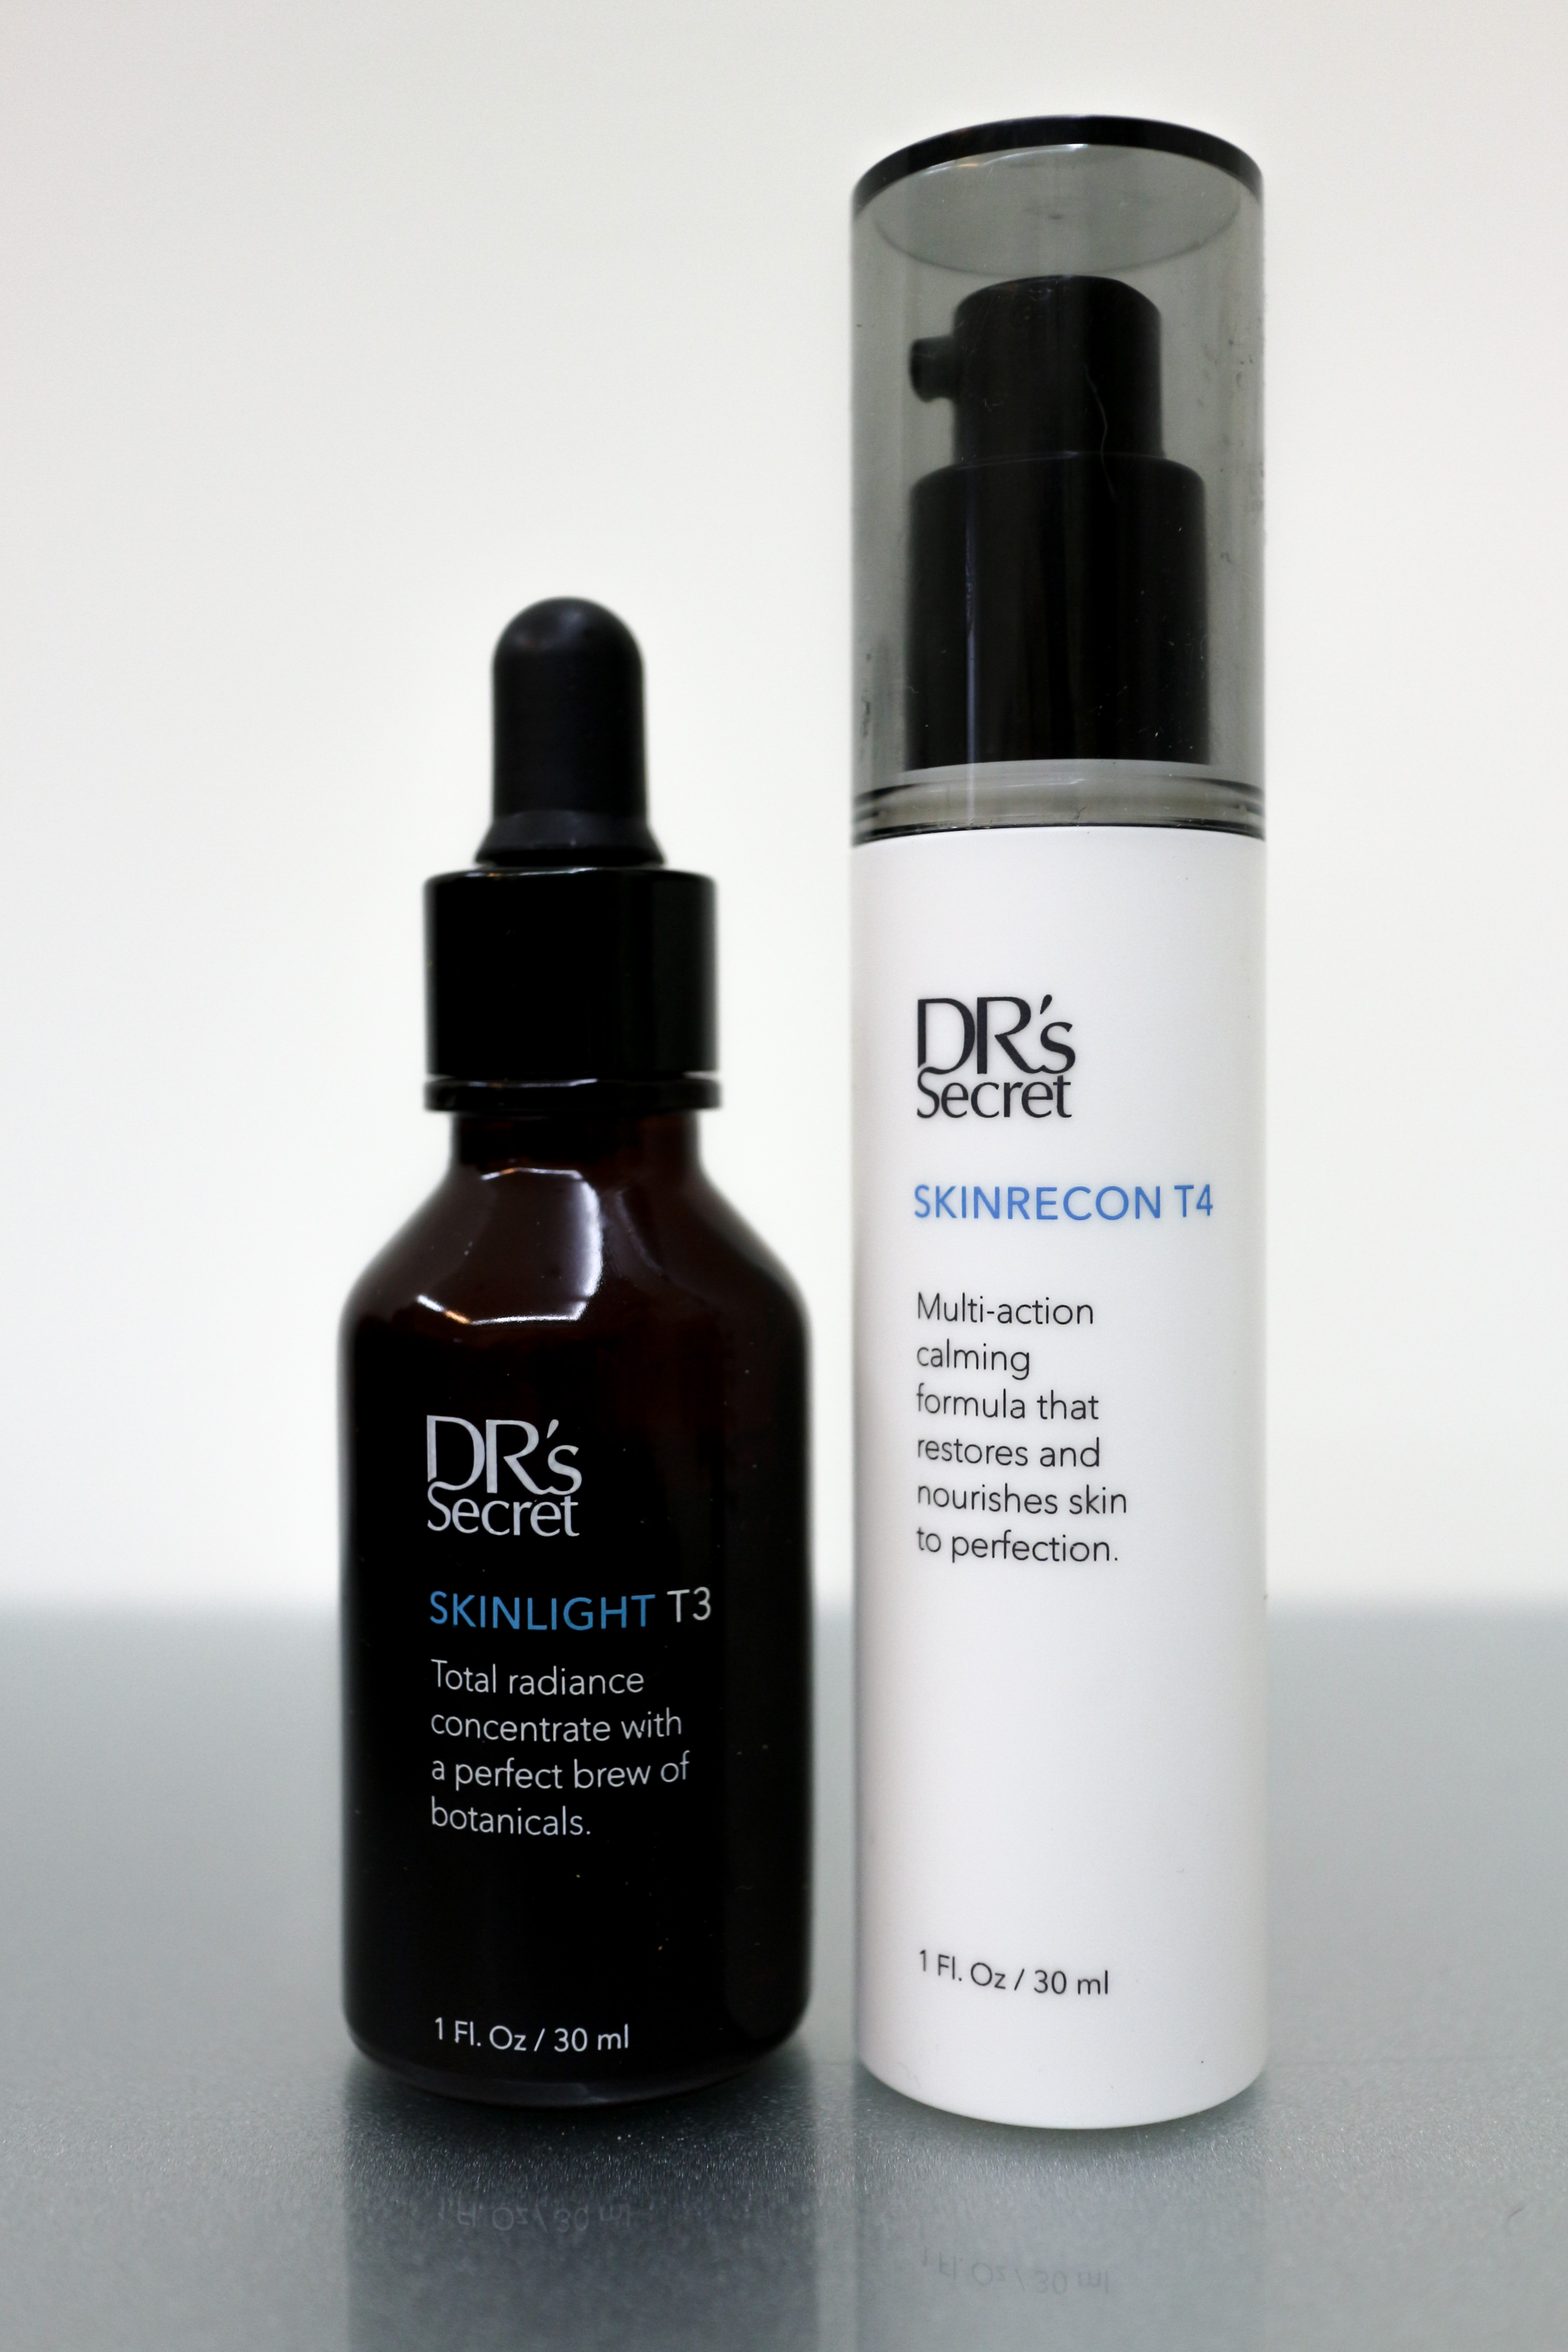 DR's
Secret
SKINLIGHT T3
Total radiance
concentrate with
a perfect brew of
botanicals.
1 Fl. Oz / 30 ml
DR's
Secret
SKINRECON T4
Multi-action
calming
formula that
restores and
nourishes skin
to perfection.
1 Fl. Oz / 30 ml